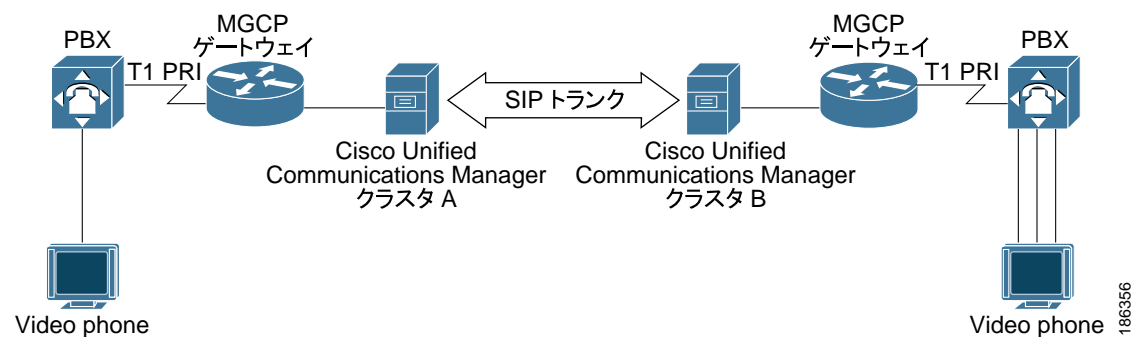 PBX
MGCP
ゲートウェイ
T1 PRI
SIP トランク
MGCP
ゲートウェイ
T1 PRI
PBX
Cisco Unified
Communications Manager
クラスタ A
Cisco Unified
Communications Manager
クラスタ B
Video phone
Video phone
186356